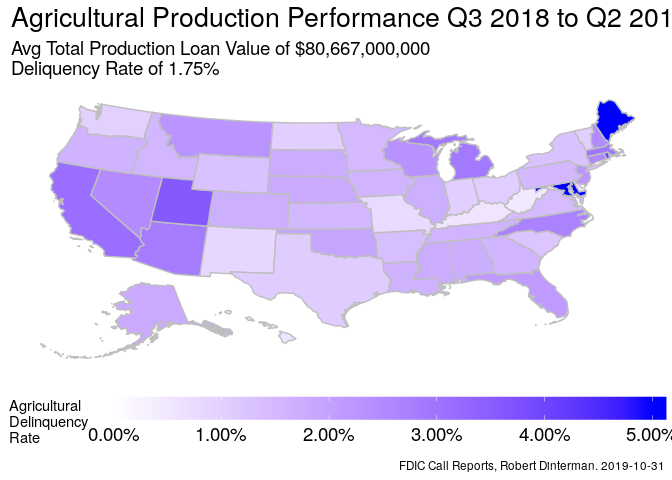 Agricultural Production Performance Q3 2018 to Q2 201
Avg Total Production Loan Value of $80,667,000,000
Deliquency Rate of 1.75%
Agricultural
Delinquency
Rate
0.00% 1.00% 2.00% 3.00% 4.00% 5.00%
FDIC Call Reports, Robert Dinterman. 2019-10-31